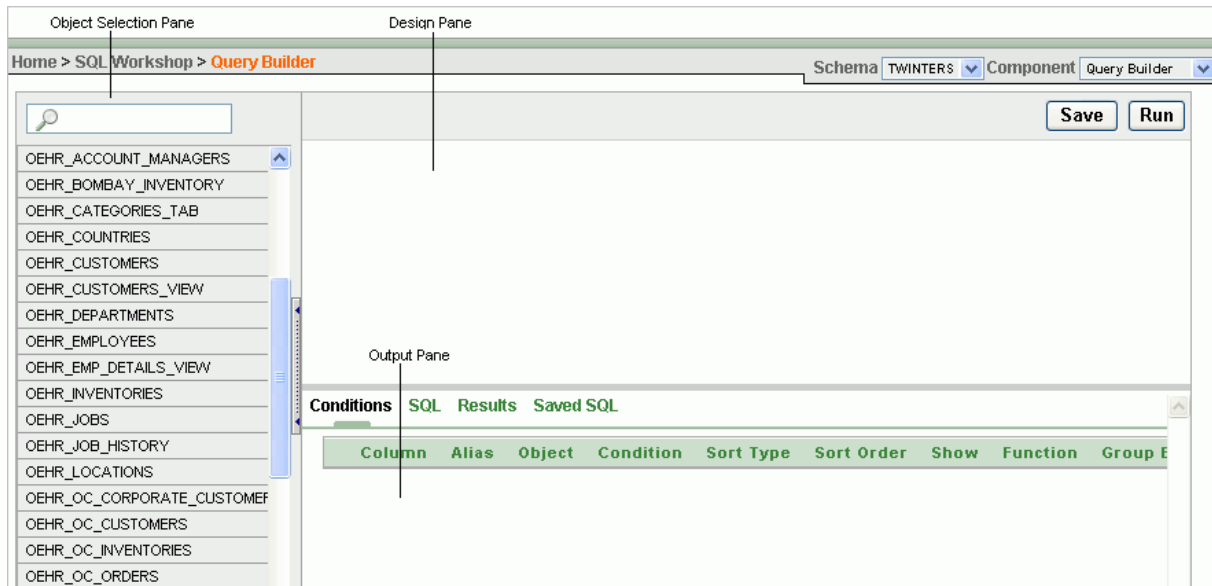 Object Selection Pane
Design Pane
Home > SQL Workshop > Query Builder
Schema TWINTERS Component Query Builder
Save Run
OEHR_ACCOUNT_MANAGERS
OEHR_BOMBAY_INVENTORY
OEHR_CATEGORIES_TAB
OEHR_COUNTRIES
OEHR_CUSTOMERS
OEHR_CUSTOMERS_VIEW
OEHR_DEPARTMENTS
OEHR_EMPLOYEES
OEHR_EMP_DETAILS_VIEW
OEHR_INVENTORIES
OEHR_JOBS
OEHR_JOB_HISTORY
OEHR_LOCATIONS
OEHR_OC_CORPORATE_CUSTOMER
OEHR_OC_CUSTOMERS
OEHR_OC_INVENTORIES
OEHR_OC_ORDERS
Output Pane
Conditions SQL Results Saved SQL
Column Alias Object Condition Sort Type Sort Order Show Function Group